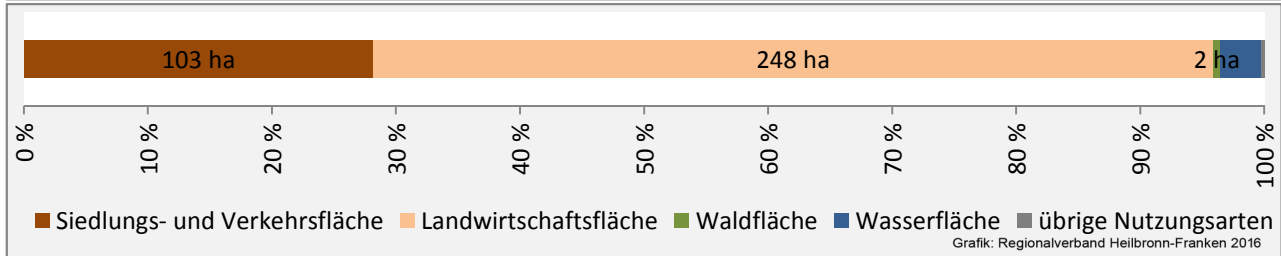 103 ha 248 ha 2 ha
0 % 10 % 20 % 30 % 40 % 50 % 60 % 70 % 80 % 90 % 100 %
Siedlungs- und Verkehrsfläche Landwirtschaftsfläche Waldfläche Wasserfläche übrige Nutzungsarten
Grafik: Regionalverband Heilbronn-Franken 2016